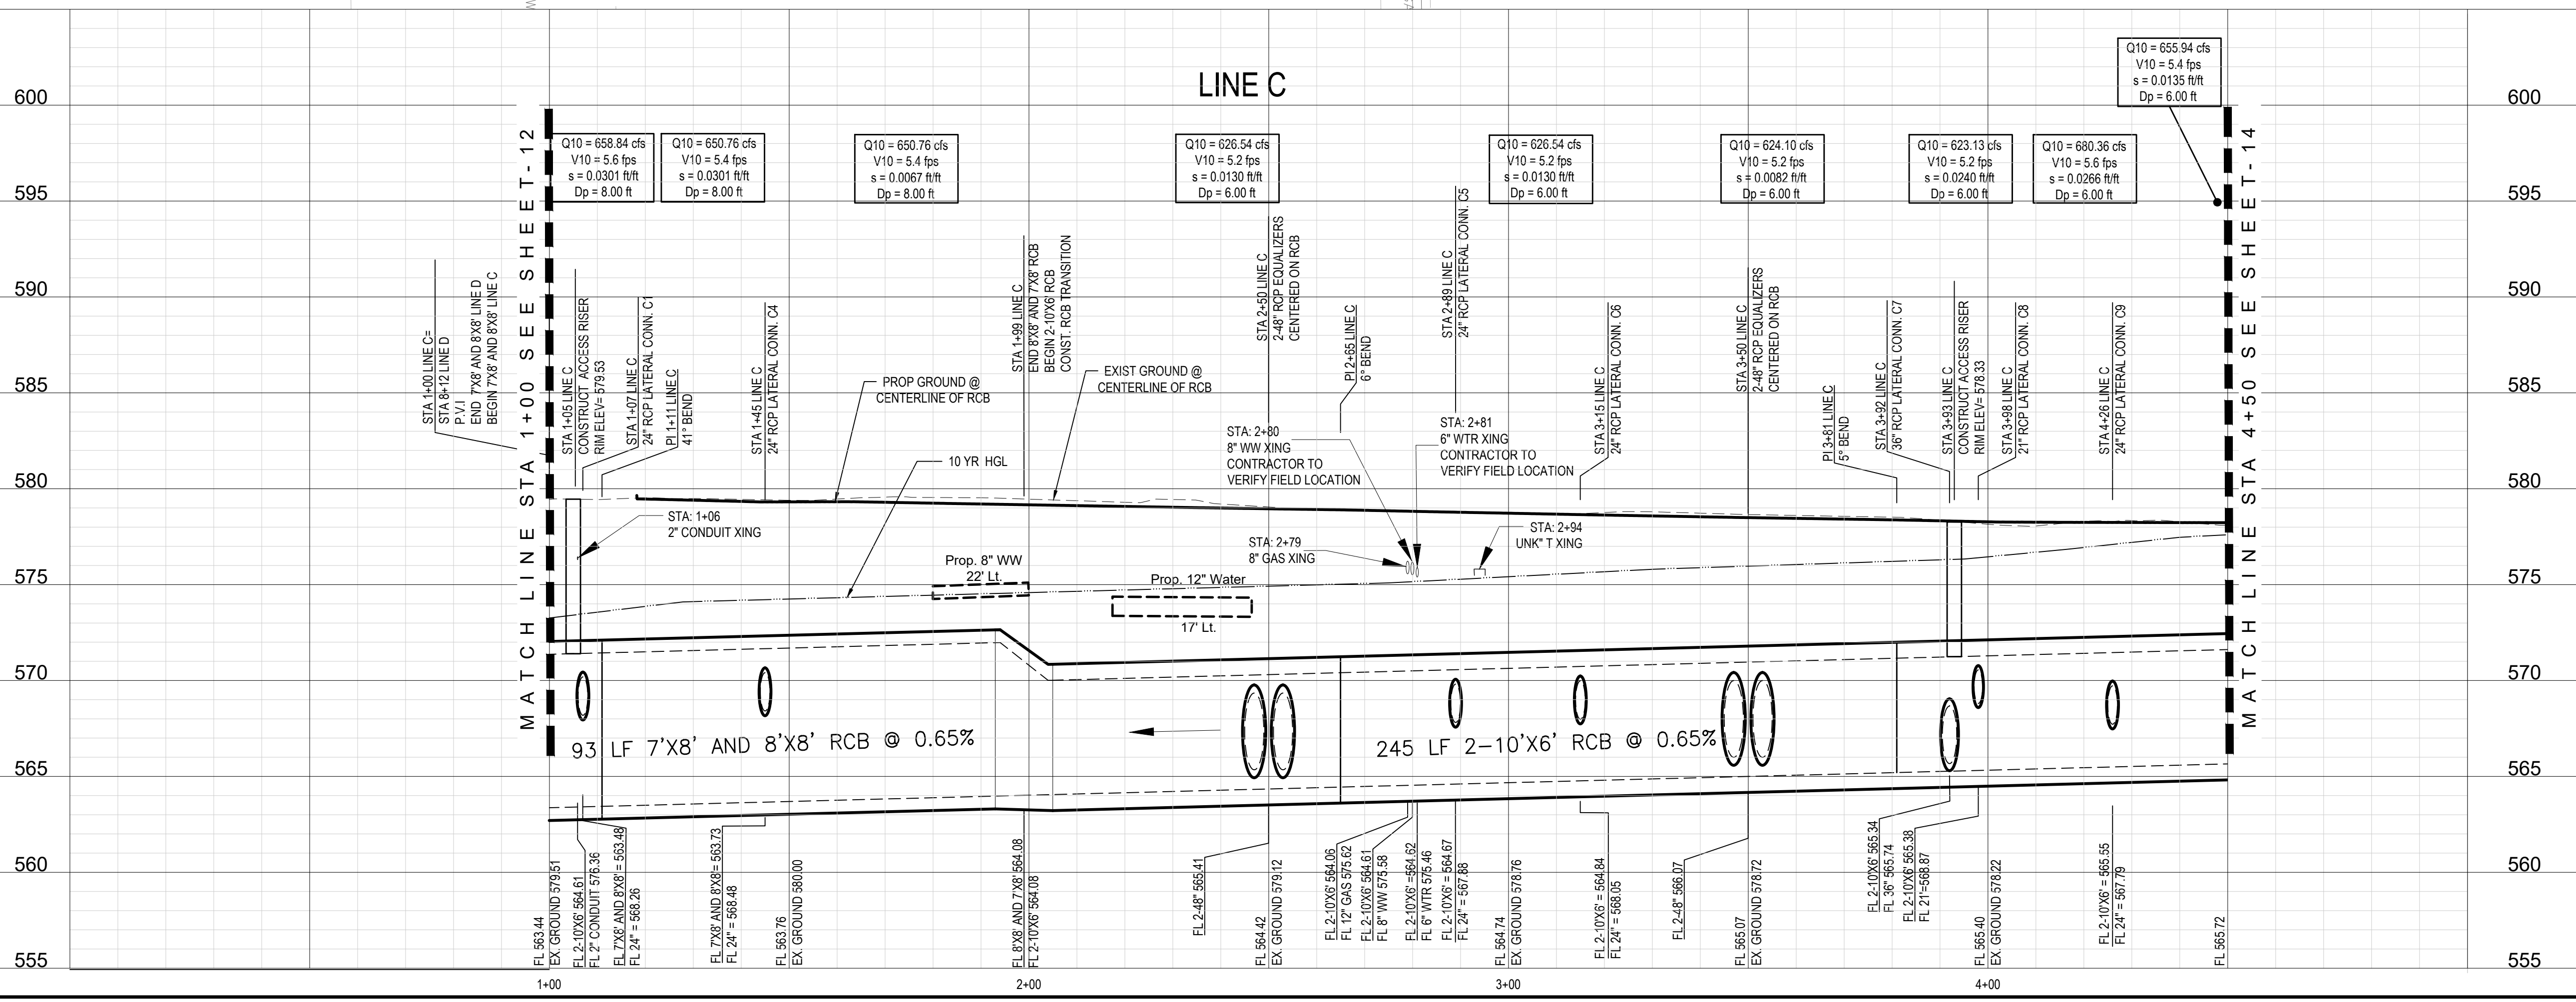 LINE C
600
595
590
585
580
575
570
565
560
555
600
595
590
585
580
575
570
565
560
555
MATCH LINE STA 1+00 SEE SHEET-12
MATCH LINE STA 4+50 SEE SHEET-14
Q10 = 658.84 cfs
V10 = 5.6 fps
s = 0.0301 ft/ft
Dp = 8.00 ft
Q10 = 650.76 cfs
V10 = 5.4 fps
s = 0.0301 ft/ft
Dp = 8.00 ft
Q10 = 650.76 cfs
V10 = 5.4 fps
s = 0.0067 ft/ft
Dp = 8.00 ft
Q10 = 626.54 cfs
V10 = 5.2 fps
s = 0.0130 ft/ft
Dp = 6.00 ft
Q10 = 626.54 cfs
V10 = 5.2 fps
s = 0.0130 ft/ft
Dp = 6.00 ft
Q10 = 624.10 cfs
V10 = 5.2 fps
s = 0.0082 ft/ft
Dp = 6.00 ft
Q10 = 623.13 cfs
V10 = 5.2 fps
s = 0.0240 ft/ft
Dp = 6.00 ft
Q10 = 680.36 cfs
V10 = 5.6 fps
s = 0.0266 ft/ft
Dp = 6.00 ft
Q10 = 655.94 cfs
V10 = 5.4 fps
s = 0.0135 ft/ft
Dp = 6.00 ft
STA 1+00 LINE C=
STA 8+12 LINE D
P.V.I
END 7'X8' AND 8'X8' LINE D
BEGIN 7'X8' AND 8'X8' LINE C
STA 1+05 LINE C
CONSTRUCT ACCESS RISER
RIM ELEV= 579.53
STA 1+07 LINE C
24" RCP LATERAL CONN. C1
PI 1+11 LINE C
41° BEND
STA 1+45 LINE C
24" RCP LATERAL CONN. C4
PROP GROUND @
CENTERLINE OF RCB
10 YR HGL
STA 1+99 LINE C
END 8'X8' AND 7'X8' RCB
BEGIN 2-10'X6' RCB
CONST. RCB TRANSITION
EXIST GROUND @
CENTERLINE OF RCB
STA 2+50 LINE C
2-48" RCP EQUALIZERS
CENTERED ON RCB
PI 2+65 LINE C
6° BEND
STA 2+89 LINE C
24" RCP LATERAL CONN. C5
STA: 2+80
8" WW XING
CONTRACTOR TO
VERIFY FIELD LOCATION
STA: 2+81
6" WTR XING
CONTRACTOR TO
VERIFY FIELD LOCATION
STA: 2+79
8" GAS XING
STA: 2+94
UNK" T XING
STA 3+15 LINE C
24" RCP LATERAL CONN. C6
STA 3+50 LINE C
2-48" RCP EQUALIZERS
CENTERED ON RCB
PI 3+81 LINE C
5° BEND
STA 3+92 LINE C
36" RCP LATERAL CONN. C7
STA 3+93 LINE C
CONSTRUCT ACCESS RISER
RIM ELEV= 578.33
STA 3+98 LINE C
21" RCP LATERAL CONN. C8
STA 4+26 LINE C
24" RCP LATERAL CONN. C9
STA: 1+06
2" CONDUIT XING
Prop. 8" WW
22' Lt.
Prop. 12" Water
17' Lt.
93 LF 7'X8' AND 8'X8' RCB @ 0.65%
245 LF 2-10'X6' RCB @ 0.65%
FL 563.44
EX. GROUND 579.51
FL 2-10'X6' 564.61
FL 2" CONDUIT 576.36
FL 7'X8' AND 8'X8' = 563.48
FL 24" = 568.26
FL 7'X8' AND 8'X8'= 563.73
FL 24" = 568.48
FL 563.76
EX. GROUND 580.00
FL 8'X8' AND 7'X8' 564.08
FL 2-10'X6' 564.08
FL 2-48" 565.41
FL 564.42
EX. GROUND 579.12
FL 2-10'X6' 564.06
FL 12" GAS 575.62
FL 2-10'X6' 564.61
FL 8" WW 575.58
FL 2-10'X6' =564.62
FL 6" WTR 575.46
FL 2-10'X6' = 564.67
FL 24" = 567.88
FL 564.74
EX. GROUND 578.76
FL 2-10'X6' = 564.84
FL 24" = 568.05
FL 2-48" 566.07
FL 565.07
EX. GROUND 578.72
FL 2-10'X6' 565.34
FL 36" 565.74
FL 2-10'X6' 565.38
FL 21'=568.87
FL 565.40
EX. GROUND 578.22
FL 2-10'X6' = 565.55
FL 24" = 567.79
FL 565.72
1+00
2+00
3+00
4+00